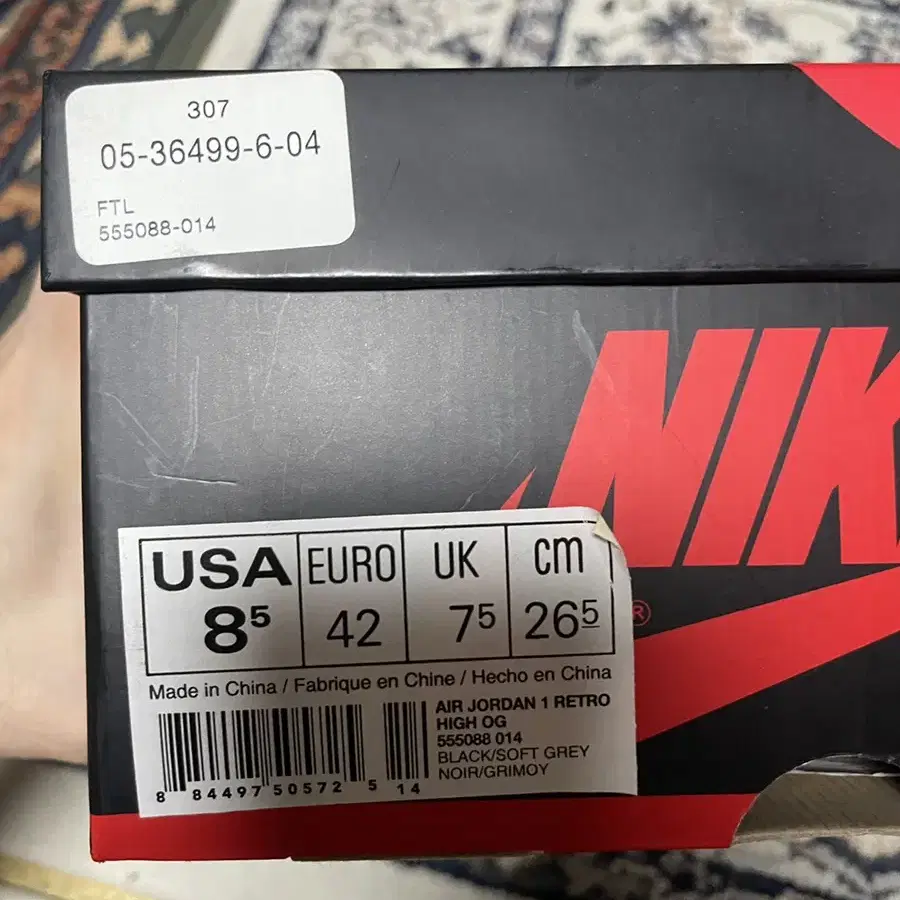 307
05-36499-6-04
FTL
555088-014
NIK
®
USA EURO UK cm
8⁵ 42 7⁵ 26⁵
Made in China / Fabrique en Chine / Hecho en China
AIR JORDAN 1 RETRO
HIGH OG
555088 014
BLACK/SOFT GREY
NOIR/GRIMOY
8 84497 50572 5 14